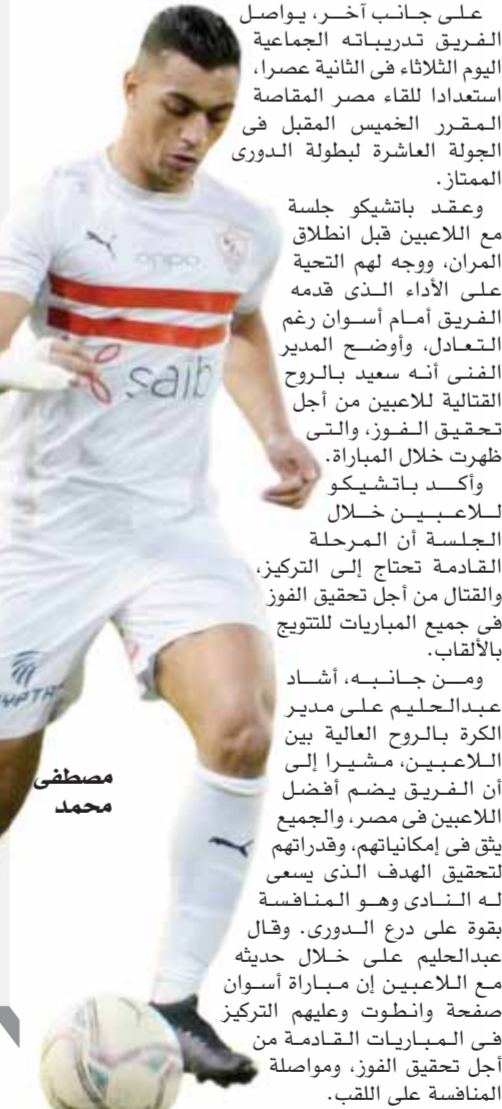 على جانب آخر، يواصل
الفريق تدريباته الجماعية
اليوم الثلاثاء فى الثانية عصرا،
استعدادا للقاء مصر المقاصة
المقرر الخميس المقبل فى
الجولة العاشرة لبطولة الدورى
الممتاز.
وعقد باتشيكو جلسة
مع اللاعبين قبل انطلاق
المران، ووجه لهم التحية
على الأداء الذى قدمه
الفريق أمام أسوان رغم
التعادل، وأوضح المدير
الفنى أنه سعيد بالروح
القتالية للاعبين من أجل
تحقيق الفوز، والتى
ظهرت خلال المباراة.
وأكد باتشيكو
للاعبين خلال
الجلسة أن المرحلة
القادمة تحتاج إلى التركيز،
والقتال من أجل تحقيق الفوز
فى جميع المباريات للتتويج
بالألقاب.
ومن جانبه، أشاد
عبدالحليم على مدير
الكرة بالروح العالية بين
اللاعبين، مشيرا إلى
أن الفريق يضم أفضل
اللاعبين فى مصر، والجميع
يثق فى إمكانياتهم، وقدراتهم
لتحقيق الهدف الذى يسعى
له النادى وهو المنافسة
بقوة على درع الدورى. وقال
عبدالحليم على خلال حديثه
مع اللاعبين إن مباراة أسوان
صفحة وانطوت وعليهم التركيز
فى المباريات القادمة من
أجل تحقيق الفوز، ومواصلة
المنافسة على اللقب.
مصطفى
محمد
oppo
saib